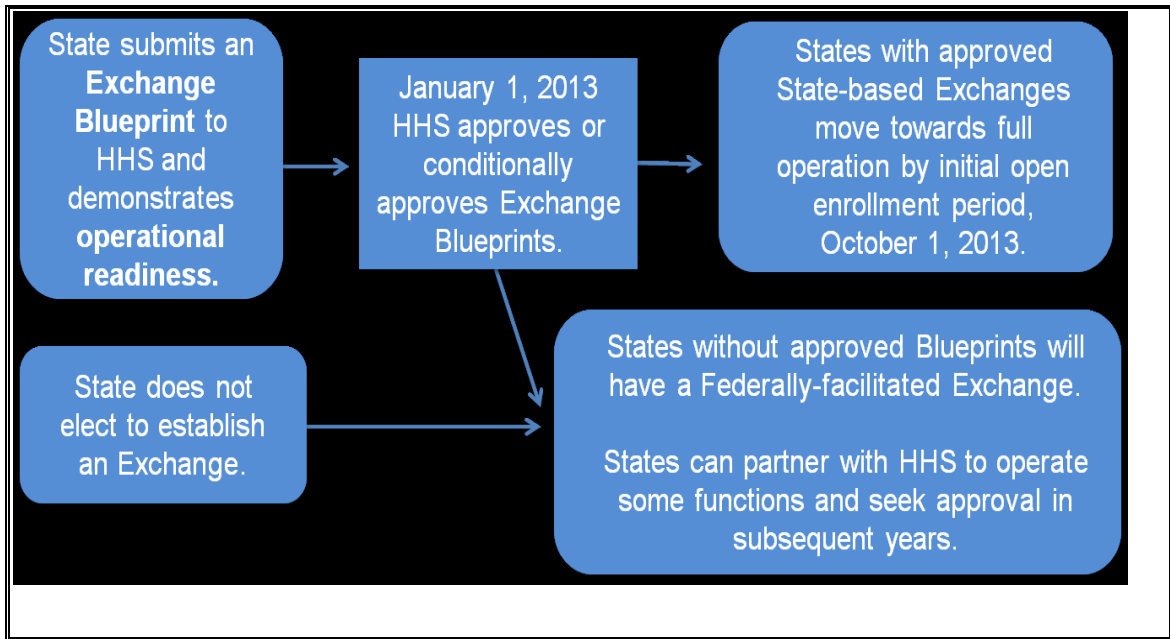 State submits an
Exchange
Blueprint to
HHS and
demonstrates
operational
readiness.
January 1, 2013
HHS approves or
conditionally
approves Exchange
Blueprints.
States with approved
State-based Exchanges
move towards full
operation by initial open
enrollment period,
October 1, 2013.
State does not
elect to establish
an Exchange.
States without approved Blueprints will
have a Federally-facilitated Exchange.
States can partner with HHS to operate
some functions and seek approval in
subsequent years.